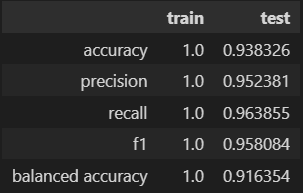 train test
accuracy 1.0 0.938326
precision 1.0 0.952381
recall 1.0 0.963855
f1 1.0 0.958084
balanced accuracy 1.0 0.916354